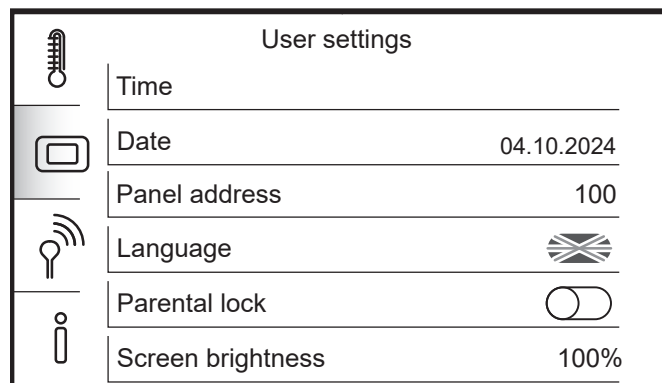 User settings
Time
Date 04.10.2024
Panel address 100
Language
Parental lock
Screen brightness 100%